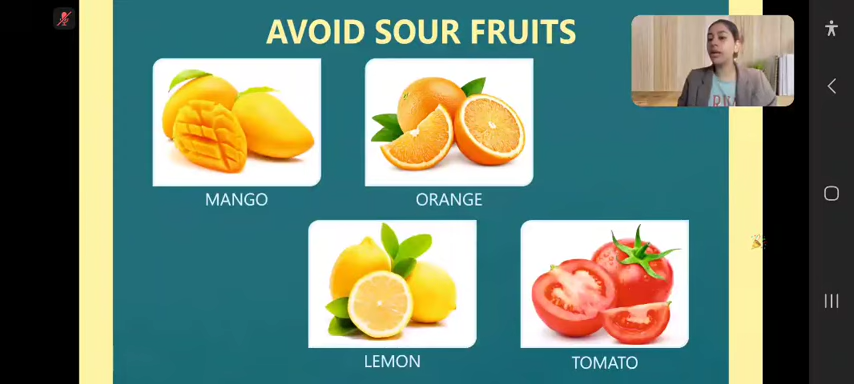 AVOID SOUR FRUITS
MANGO
ORANGE
LEMON
TOMATO